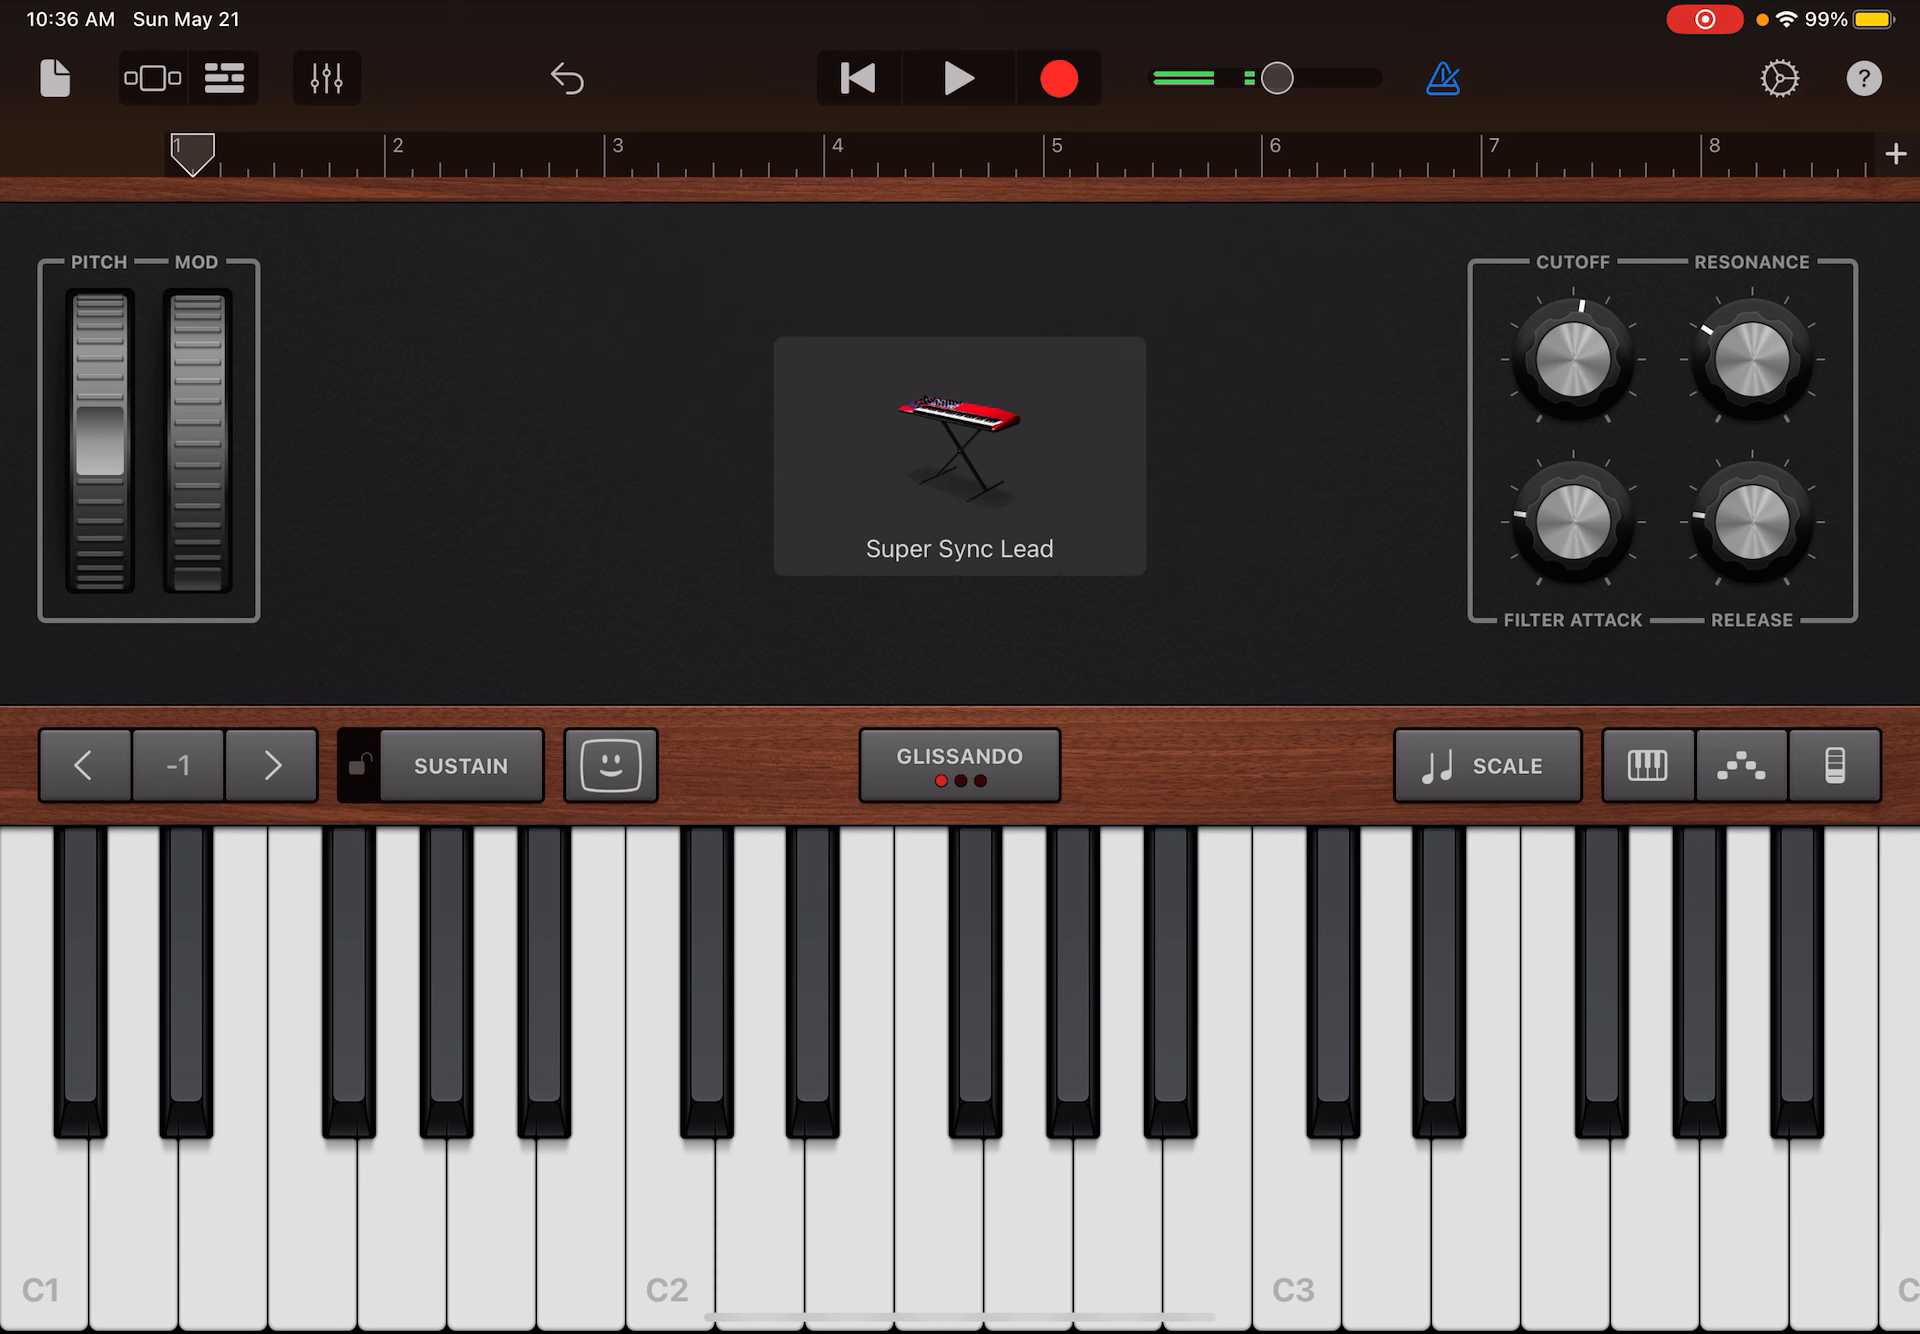 10:36 AM Sun May 21 99%
?
1 2 3 4 5 6 7 8 +
PITCH MOD CUTOFF RESONANCE
Super Sync Lead
FILTER ATTACK RELEASE
-1 SUSTAIN GLISSANDO SCALE
C1 C2 C3 C